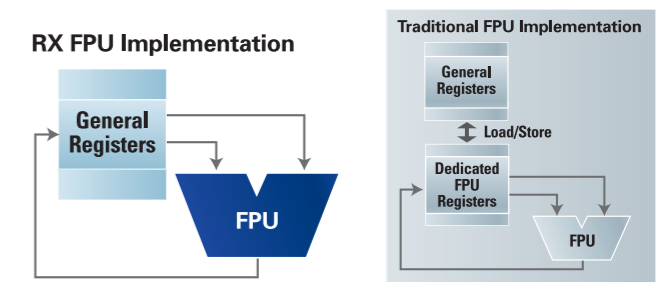 RX FPU Implementation
General
Registers
FPU
Traditional FPU Implementation
General
Registers
Load/Store
Dedicated
FPU
Registers
FPU